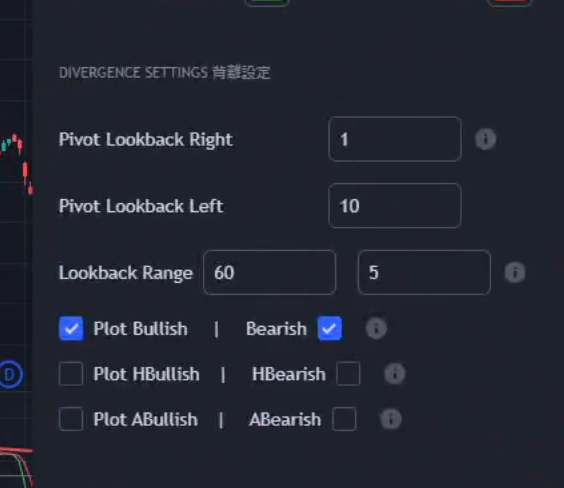 DIVERGENCE SETTINGS 背離設定
Pivot Lookback Right 1
Pivot Lookback Left 10
Lookback Range 60 5
Plot Bullish | Bearish
Plot HBullish | HBearish
D
Plot ABullish | ABearish